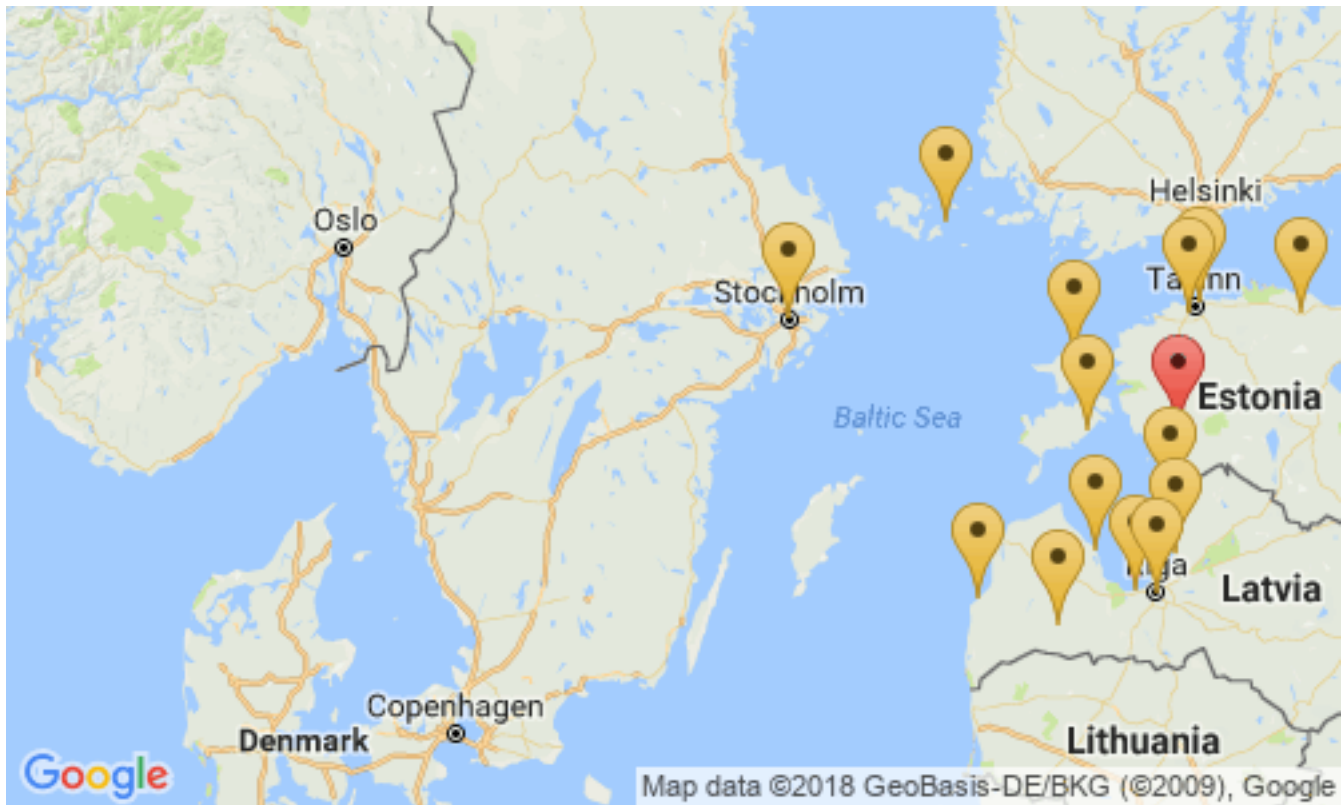 Helsinki
Oslo
Stockholm
Tallinn
Estonia
Baltic Sea
Riga
Latvia
Copenhagen
Denmark
Lithuania
Google
Map data ©2018 GeoBasis-DE/BKG (©2009), Google